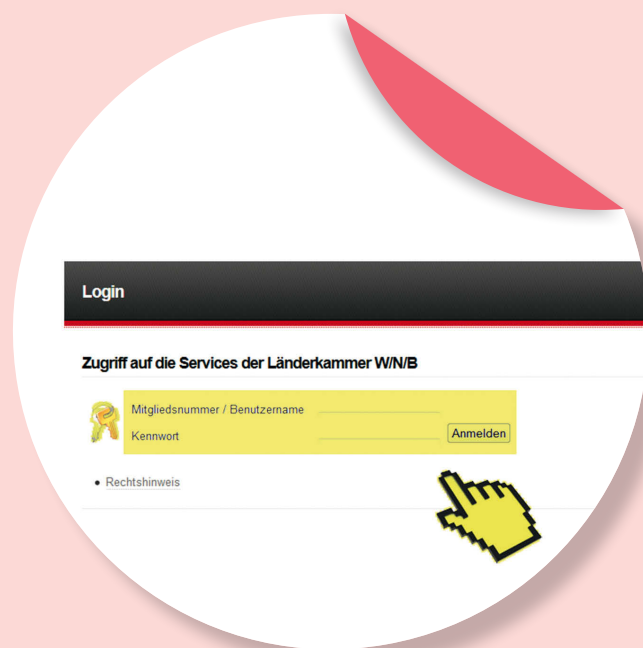 Login
Zugriff auf die Services der Länderkammer W/N/B
Mitgliedsnummer / Benutzername
Kennwort
Anmelden
Rechtshinweis